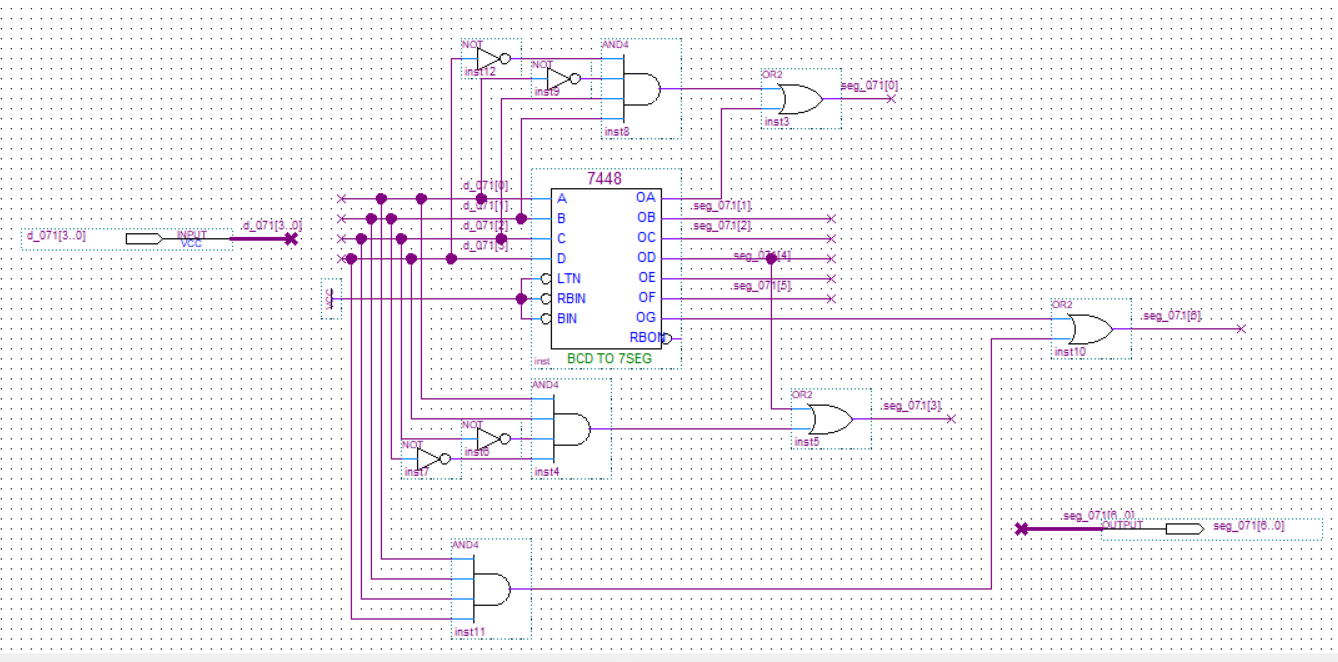 NOT
inst12
NOT
inst9
AND4
inst8
OR2
inst3
seg_071[0]
7448
d_071[0]
d_071[1]
d_071[2]
d_071[3]
A
B
C
D
LTN
RBIN
BIN
OA
OB
OC
OD
OE
OF
OG
RBON
inst
BCD TO 7SEG
seg_071[1]
seg_071[2]
seg_071[4]
seg_071[5]
d_071[3..0]
INPUT
VCC
d_071[3..0]
VCC
OR2
inst10
seg_071[6]
AND4
inst4
NOT
inst6
NOT
inst7
OR2
inst5
seg_071[3]
seg_071[6..0]
OUTPUT
seg_071[6..0]
AND4
inst11